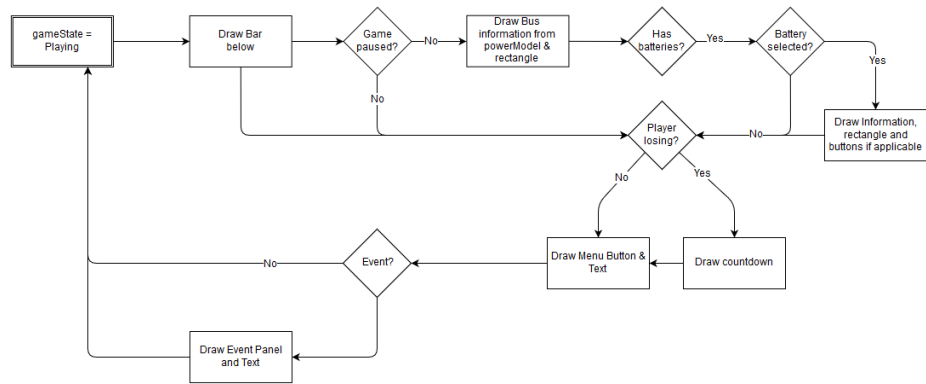 gameState =
Playing
Draw Bar
below
Game
paused?
No
Draw Bus
information from
powerModel &
rectangle
Has
batteries?
Yes
Battery
selected?
Yes
No
Player
losing?
No
Draw Information,
rectangle and
buttons if applicable
No
Yes
Draw Menu Button &
Text
Draw countdown
Event?
No
Draw Event Panel
and Text